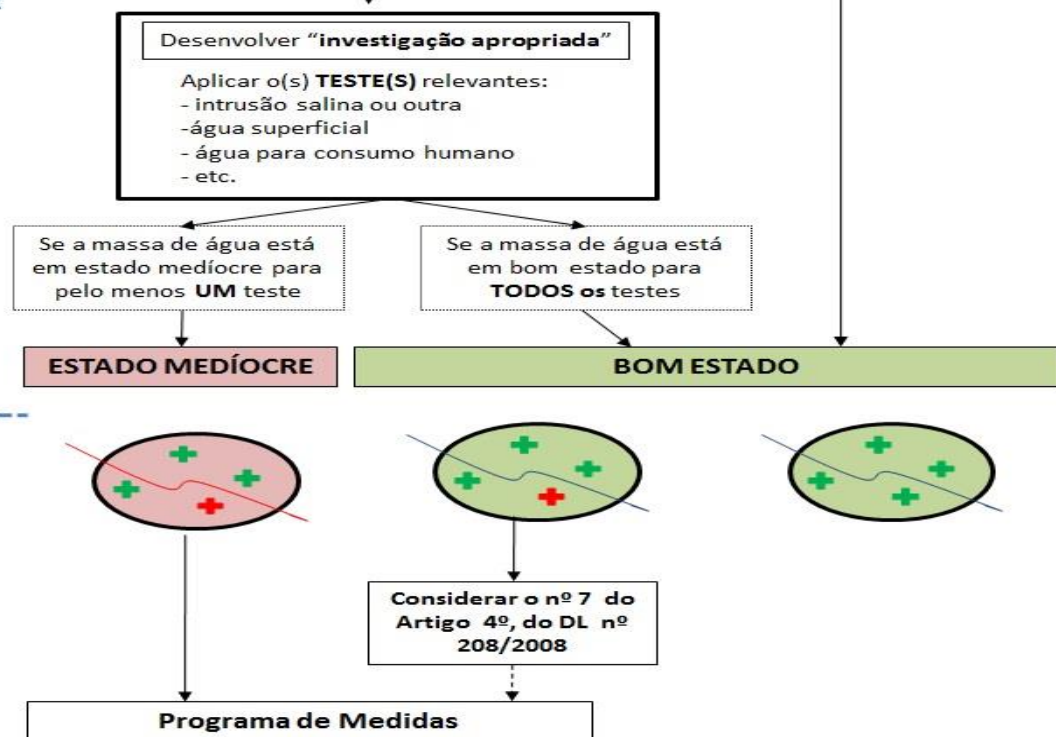 Desenvolver “investigação apropriada”
Aplicar o(s) TESTE(S) relevantes:
- intrusão salina ou outra
-água superficial
- água para consumo humano
- etc.
Se a massa de água está
em estado medíocre para
pelo menos UM teste
Se a massa de água está
em bom estado para
TODOS os testes
ESTADO MEDÍOCRE
BOM ESTADO
Considerar o nº 7 do
Artigo 4º, do DL nº
208/2008
Programa de Medidas